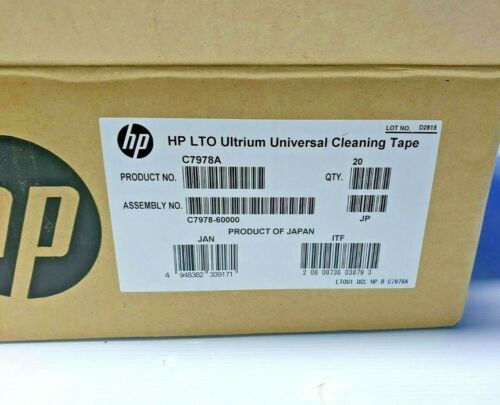 hp
LOT NO. D2815
hp HP LTO Ultrium Universal Cleaning Tape
C7978A 20
PRODUCT NO. QTY.
ASSEMBLY NO.
C7978-60000 JP
PRODUCT OF JAPAN
JAN ITF
4 948382 339171 2 08 08736 03879 3
LTOU1 UCL HP R C7978A